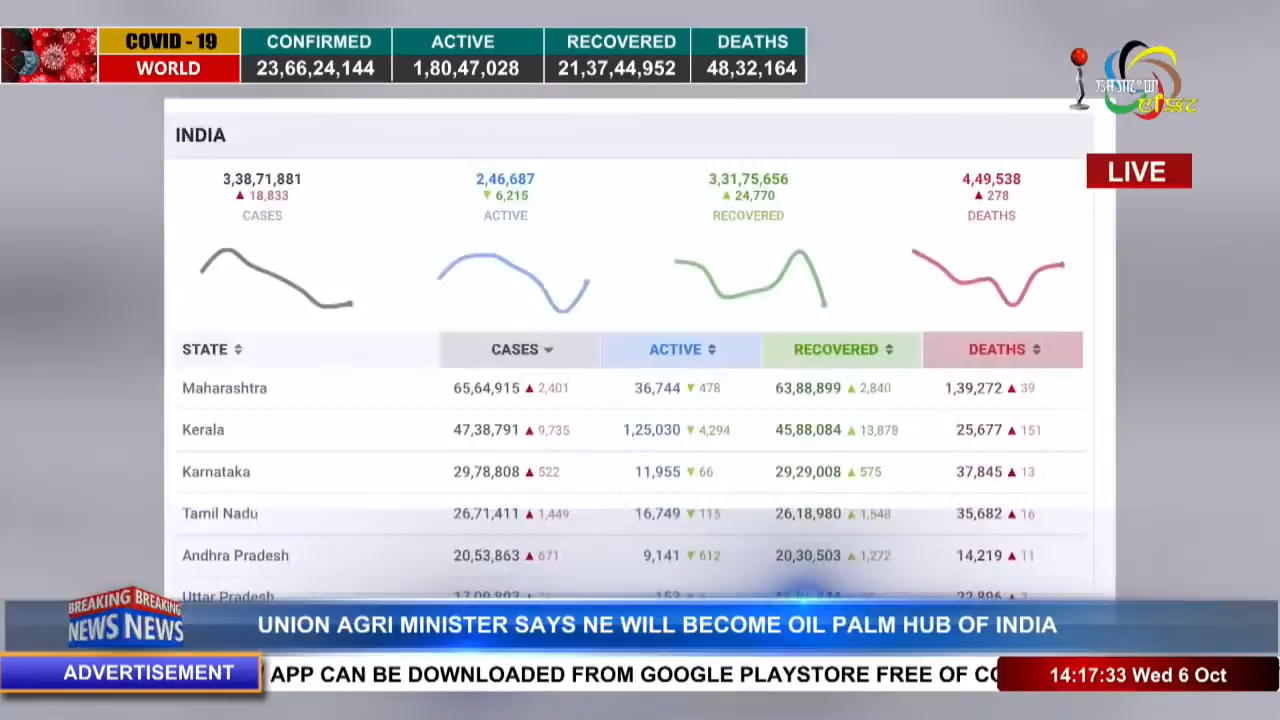 COVID - 19 CONFIRMED ACTIVE RECOVERED DEATHS
WORLD 23,66,24,144 1,80,47,028 21,37,44,952 48,32,164
LIVE
INDIA
3,38,71,881 2,46,687 3,31,75,656 4,49,538
▲ 18,833 ▼ 6,215 ▲ 24,770 ▲ 278
CASES ACTIVE RECOVERED DEATHS
STATE CASES ACTIVE RECOVERED DEATHS
Maharashtra 65,64,915 ▲ 2,401 36,744 ▼ 478 63,88,899 ▲ 2,840 1,39,272 ▲ 39
Kerala 47,38,791 ▲ 9,735 1,25,030 ▼ 4,294 45,88,084 ▲ 13,878 25,677 ▲ 151
Karnataka 29,78,808 ▲ 522 11,955 ▼ 66 29,29,008 ▲ 575 37,845 ▲ 13
Tamil Nadu 26,71,411 ▲ 1,449 16,749 ▼ 115 26,18,980 ▲ 1,548 35,682 ▲ 16
Andhra Pradesh 20,53,863 ▲ 671 9,141 ▼ 612 20,30,503 ▲ 1,272 14,219 ▲ 11
Uttar Pradesh
BREAKING BREAKING
NEWS NEWS
UNION AGRI MINISTER SAYS NE WILL BECOME OIL PALM HUB OF INDIA
ADVERTISEMENT APP CAN BE DOWNLOADED FROM GOOGLE PLAYSTORE FREE OF
14:17:33 Wed 6 Oct